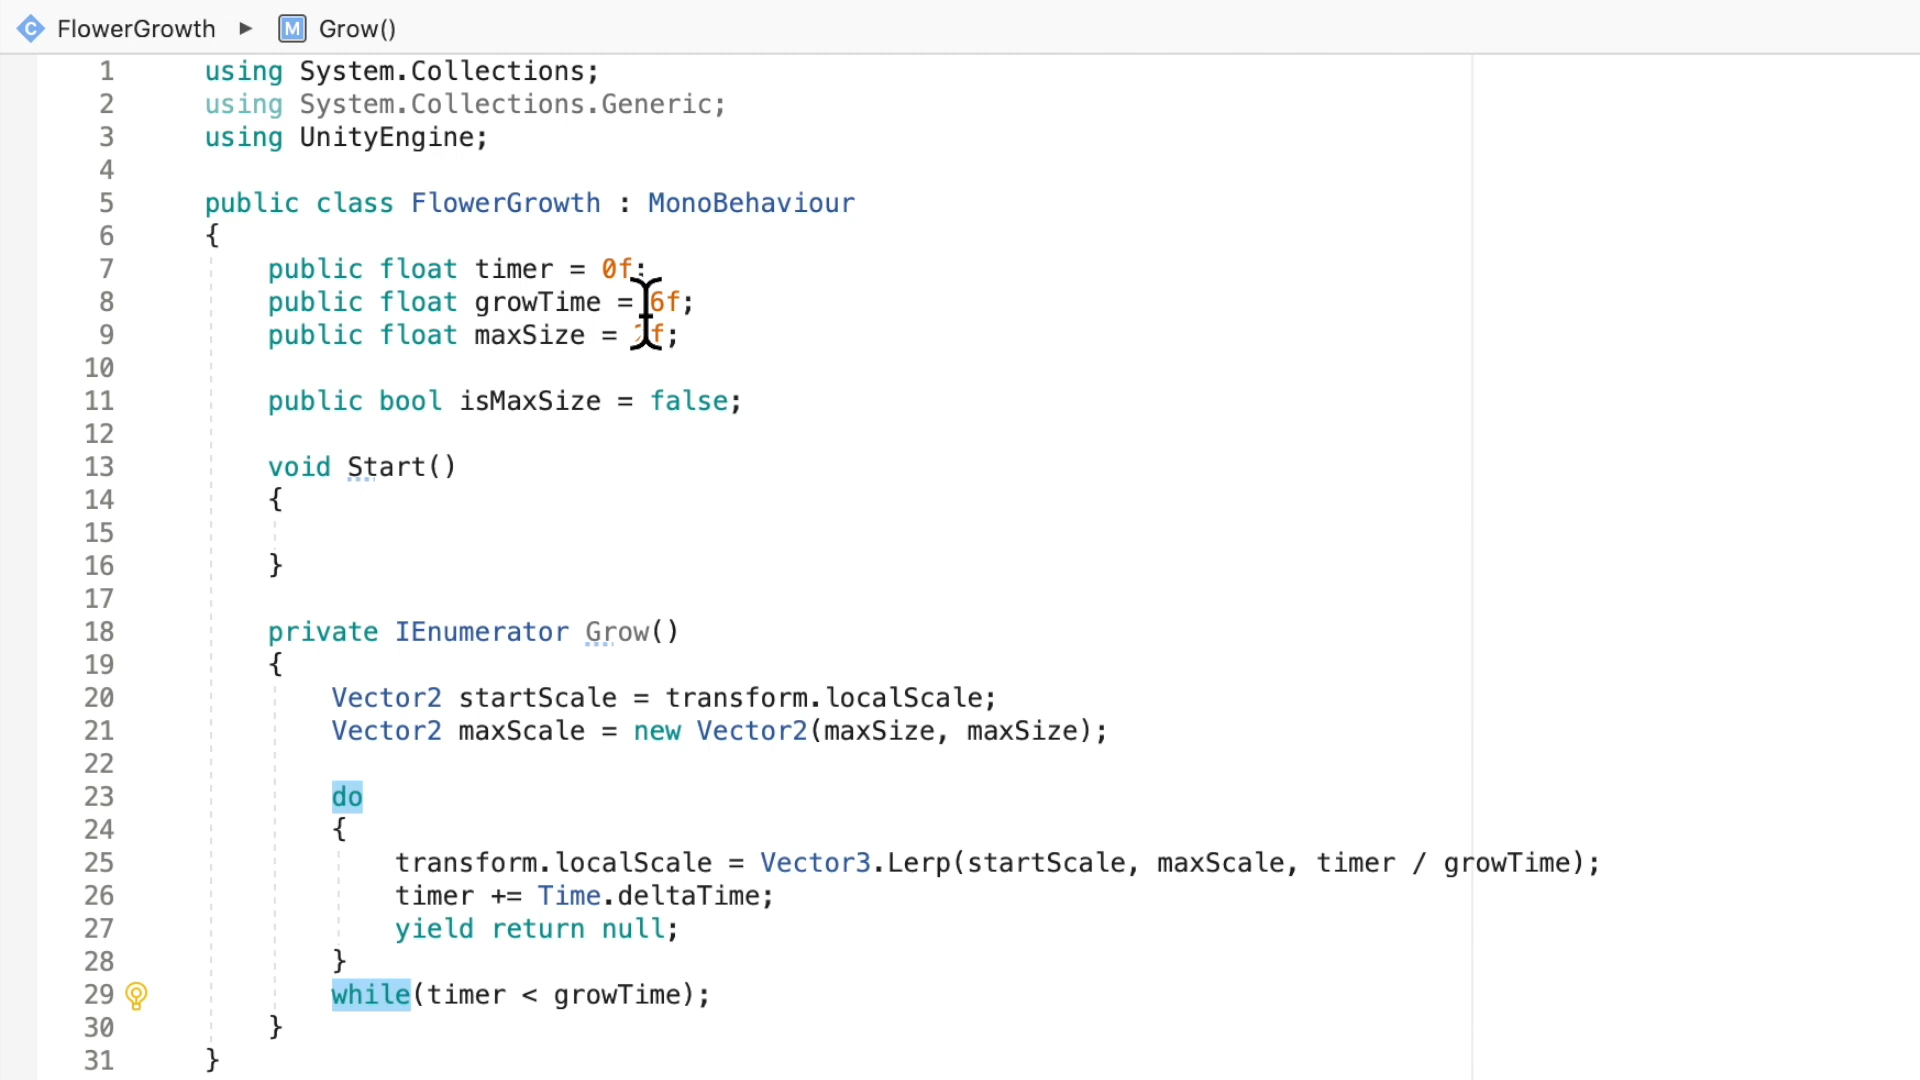 FlowerGrowth ▶ M Grow()
1 using System.Collections;
2 using System.Collections.Generic;
3 using UnityEngine;
4
5 public class FlowerGrowth : MonoBehaviour
6 {
7 public float timer = 0f;
8 public float growTime = 6f;
9 public float maxSize = f;
10
11 public bool isMaxSize = false;
12
13 void Start()
14 {
15
16 }
17
18 private IEnumerator Grow()
19 {
20 Vector2 startScale = transform.localScale;
21 Vector2 maxScale = new Vector2(maxSize, maxSize);
22
23 do
24 {
25 transform.localScale = Vector3.Lerp(startScale, maxScale, timer / growTime);
26 timer += Time.deltaTime;
27 yield return null;
28 }
29 while(timer < growTime);
30 }
31 }